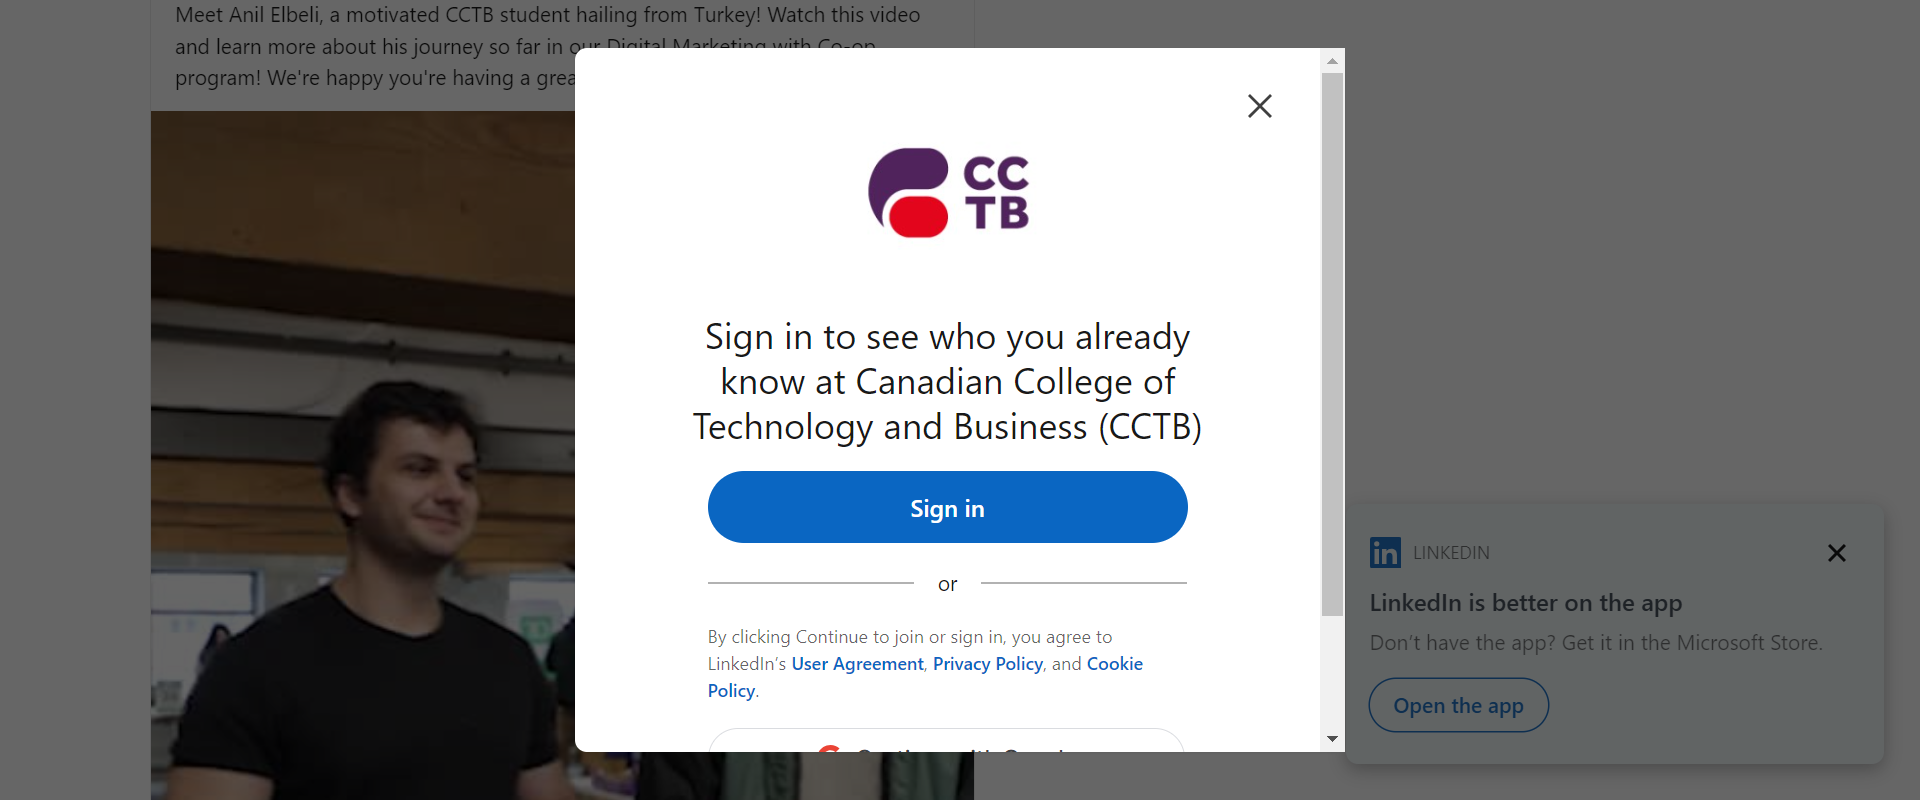 Meet Anil Elbeli, a motivated CCTB student hailing from Turkey! Watch this video
and learn more about his journey so far in our Digital Marketing with Co-op
program! We're happy you're having a grea
CC
TB
Sign in to see who you already
know at Canadian College of
Technology and Business (CCTB)
Sign in
or
By clicking Continue to join or sign in, you agree to
LinkedIn’s User Agreement, Privacy Policy, and Cookie
Policy.
in LINKEDIN
LinkedIn is better on the app
Don’t have the app? Get it in the Microsoft Store.
Open the app